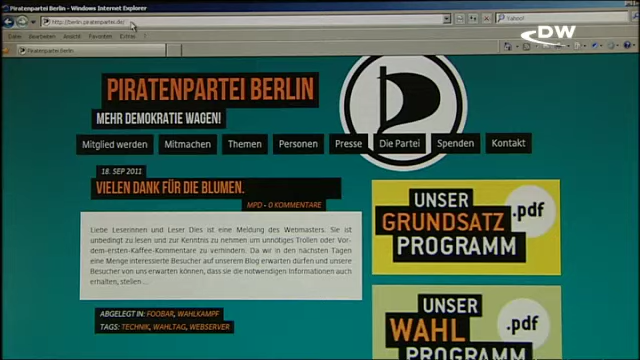 Piratenpartei Berlin - Windows Internet Explorer
http://berlin.piratenpartei.de/
Yahoo!
DW
Datei Bearbeiten Ansicht Favoriten Extras ?
Piratenpartei Berlin
PIRATENPARTEI BERLIN
MEHR DEMOKRATIE WAGEN!
Mitglied werden Mitmachen Themen Personen Presse Die Partei Spenden Kontakt
18. SEP 2011
VIELEN DANK FÜR DIE BLUMEN.
MPD - 0 KOMMENTARE
Liebe Leserinnen und Leser Dies ist eine Meldung des Webmasters. Sie ist
unbedingt zu lesen und zur Kenntnis zu nehmen um unnötiges Trollen oder Vor-
dem-ersten-Kaffee-Kommentare zu vermindern. Da wir in den nächsten Tagen
eine Menge interessierte Besucher auf unserem Blog erwarten dürfen und unsere
Besucher von uns erwarten können, dass sie die notwendigen Informationen auch
erhalten, stellen ...
ABGELEGT IN: FOOBAR, WAHLKAMPF
TAGS: TECHNIK, WAHLTAG, WEBSERVER
UNSER
GRUNDSATZ
PROGRAMM
.pdf
UNSER
WAHL
PROGRAMM
.pdf